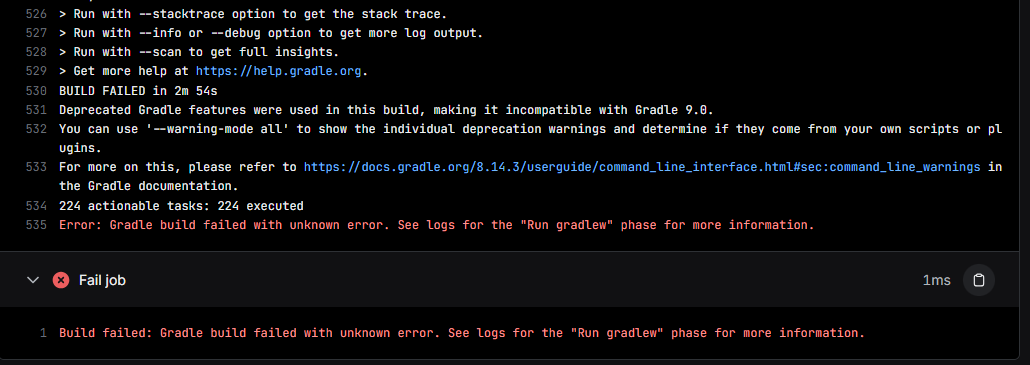 526 > Run with --stacktrace option to get the stack trace.
527 > Run with --info or --debug option to get more log output.
528 > Run with --scan to get full insights.
529 > Get more help at https://help.gradle.org.
530 BUILD FAILED in 2m 54s
531 Deprecated Gradle features were used in this build, making it incompatible with Gradle 9.0.
532 You can use '--warning-mode all' to show the individual deprecation warnings and determine if they come from your own scripts or pl
ugins.
533 For more on this, please refer to https://docs.gradle.org/8.14.3/userguide/command_line_interface.html#sec:command_line_warnings in
the Gradle documentation.
534 224 actionable tasks: 224 executed
535 Error: Gradle build failed with unknown error. See logs for the "Run gradlew" phase for more information.
Fail job 1ms
1 Build failed: Gradle build failed with unknown error. See logs for the "Run gradlew" phase for more information.